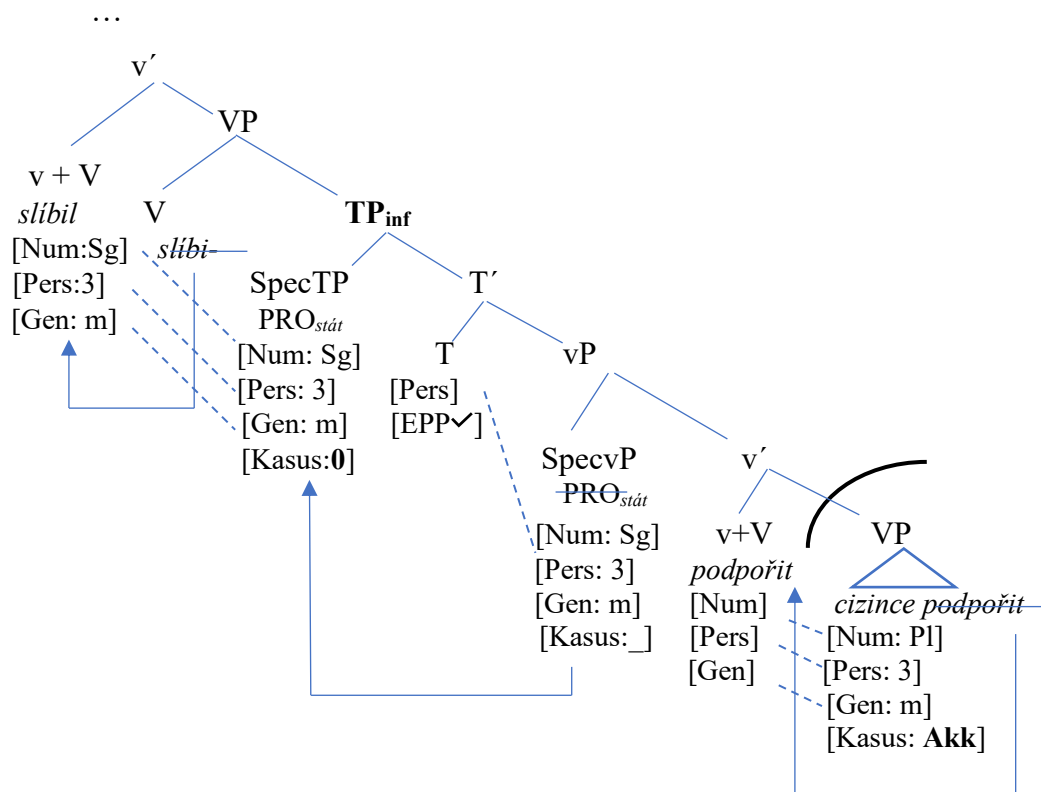 …
v´
VP
v + V
slíbil V TPinf
[Num:Sg] slíbi-
[Pers:3] SpecTP T´
[Gen: m] PROstát
[Num: Sg] T vP
[Pers: 3] [Pers]
[Gen: m] [EPP✓]
[Kasus:0] SpecvP v´
PROstát
[Num: Sg] v+V VP
[Pers: 3] podpořit
[Gen: m] [Num] cizince podpořit
[Kasus:_] [Pers] [Num: Pl]
[Gen] [Pers: 3]
[Gen: m]
[Kasus: Akk]